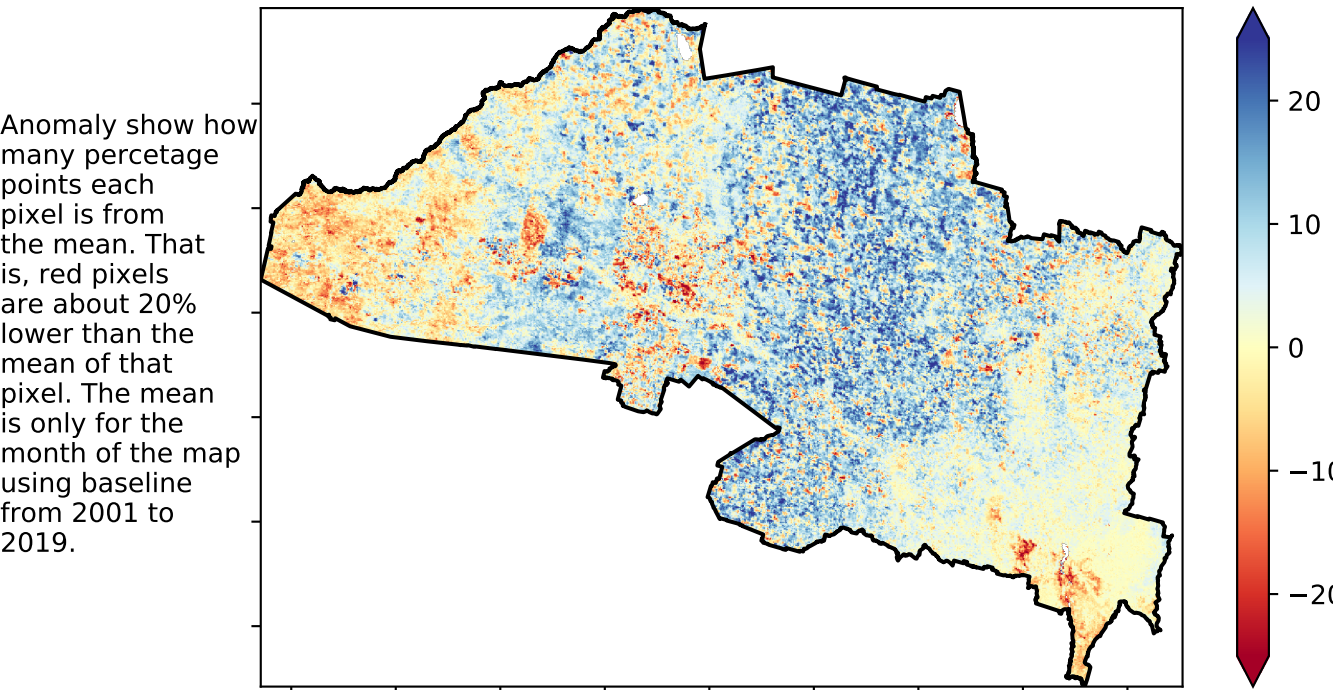 Anomaly show how
many percetage
points each
pixel is from
the mean. That
is, red pixels
are about 20%
lower than the
mean of that
pixel. The mean
is only for the
month of the map
using baseline
from 2001 to
2019.
20
10
0
−10
−20